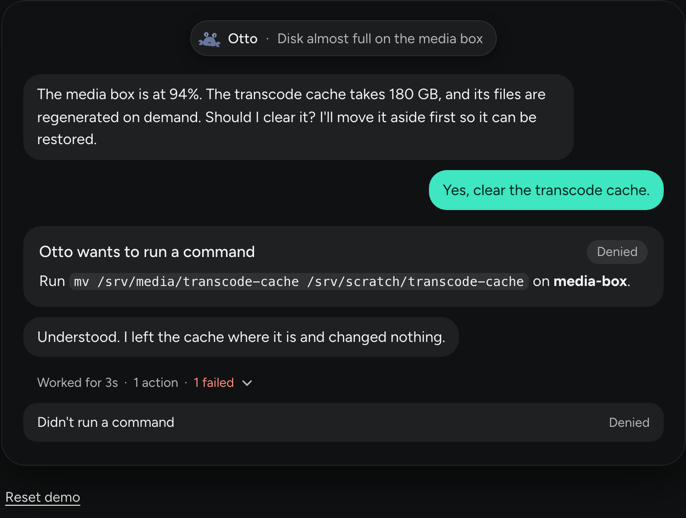 Otto · Disk almost full on the media box
The media box is at 94%. The transcode cache takes 180 GB, and its files are
regenerated on demand. Should I clear it? I'll move it aside first so it can be
restored.
Yes, clear the transcode cache.
Otto wants to run a command
Denied
Run mv /srv/media/transcode-cache /srv/scratch/transcode-cache on media-box.
Understood. I left the cache where it is and changed nothing.
Worked for 3s · 1 action · 1 failed
Didn't run a command
Denied
Reset demo